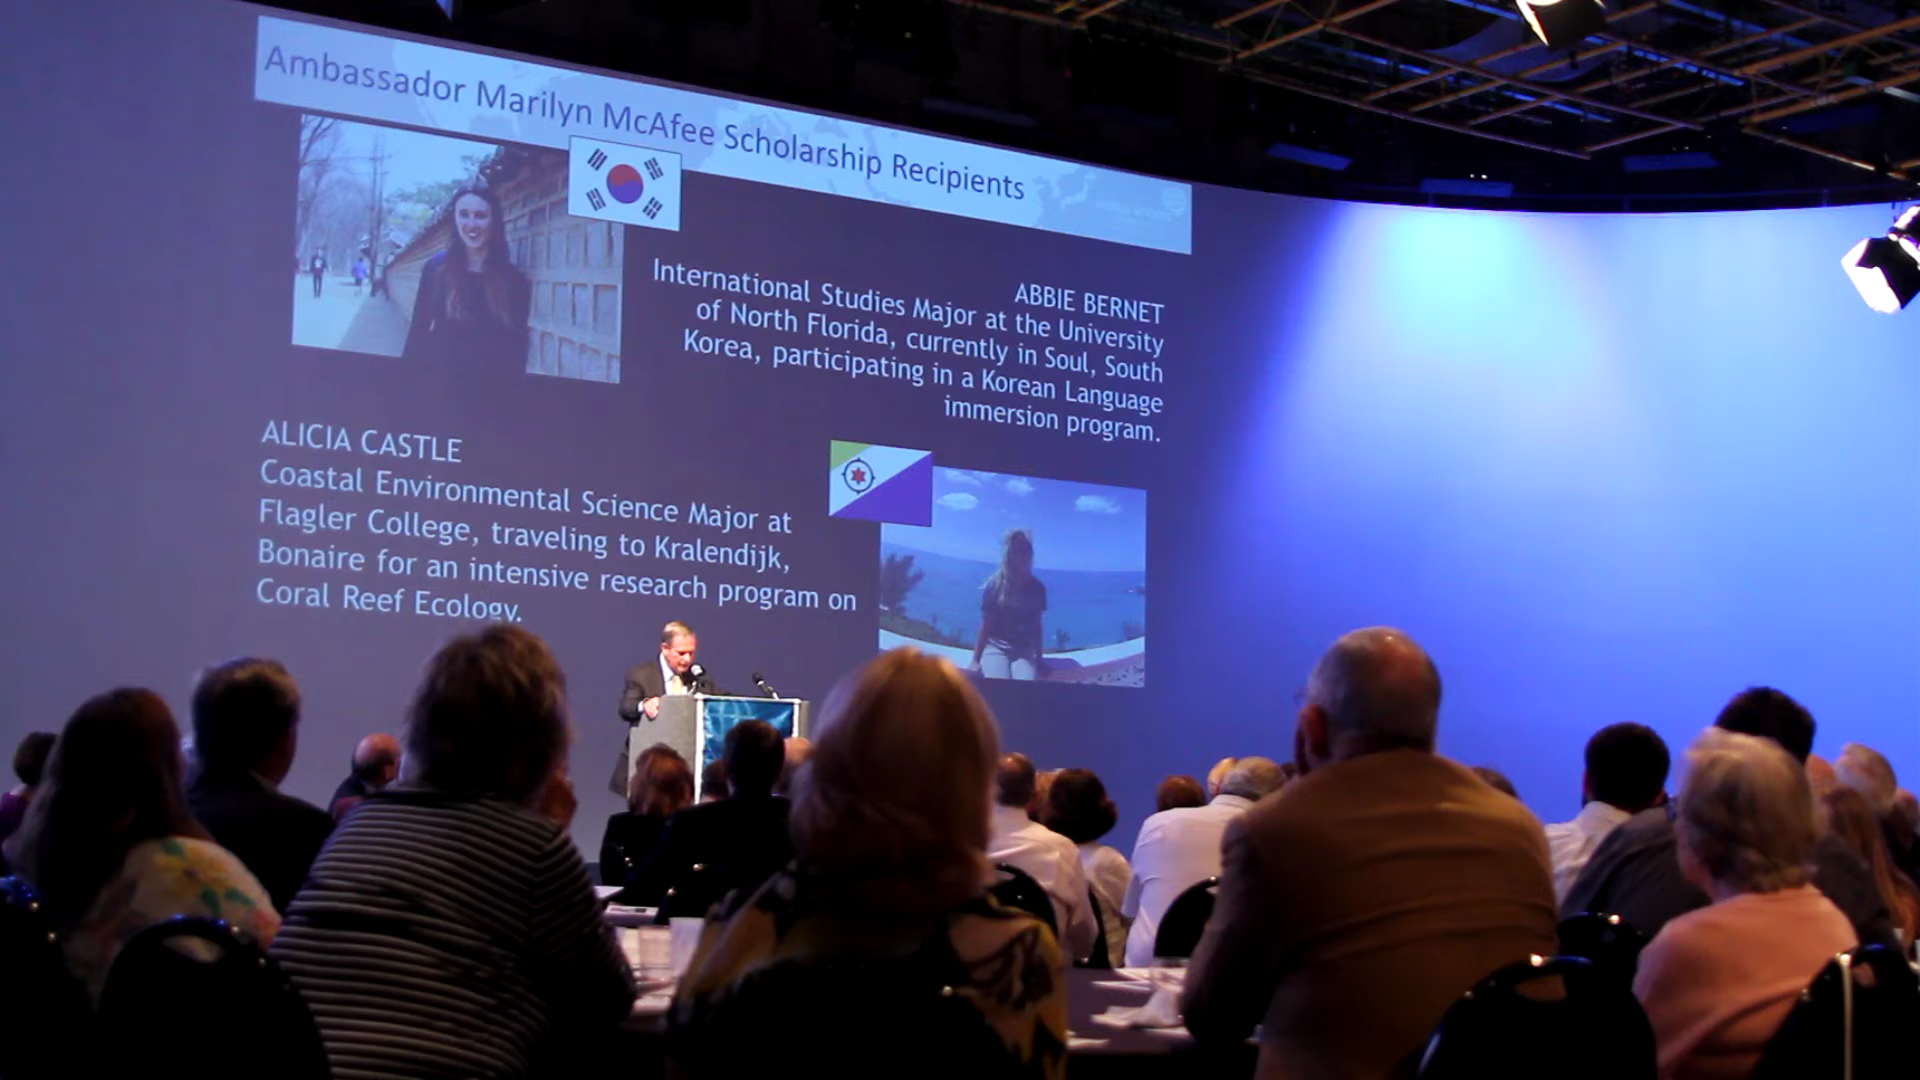 Ambassador Marilyn McAfee Scholarship Recipients
ABBIE BERNET
International Studies Major at the University
of North Florida, currently in Soul, South
Korea, participating in a Korean Language
immersion program.
ALICIA CASTLE
Coastal Environmental Science Major at
Flagler College, traveling to Kralendijk,
Bonaire for an intensive research program on
Coral Reef Ecology.